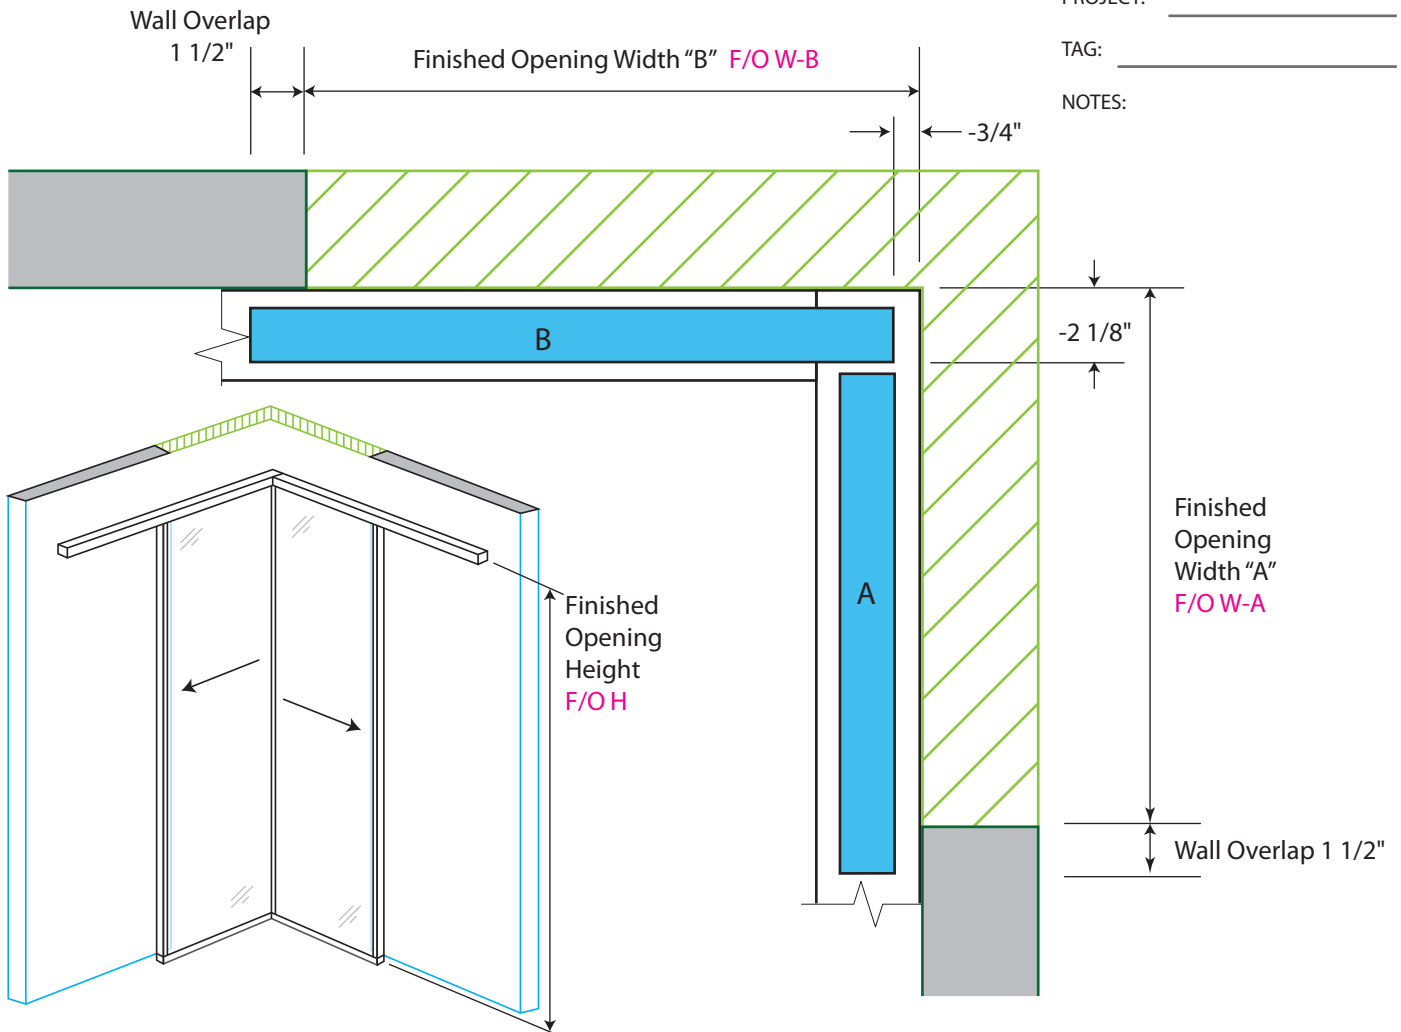 PROJECT:
Wall Overlap
1 1/2"
Finished Opening Width “B” F/O W-B
TAG:
NOTES:
-3/4"
B
-2 1/8"
A
Finished
Opening
Width “A”
F/O W-A
Finished
Opening
Height
F/O H
Wall Overlap 1 1/2"